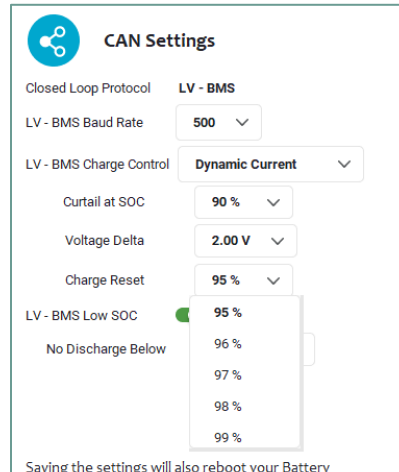 CAN Settings
Closed Loop Protocol LV - BMS
LV - BMS Baud Rate 500
LV - BMS Charge Control Dynamic Current
Curtail at SOC 90 %
Voltage Delta 2.00 V
Charge Reset 95 %
LV - BMS Low SOC 95 %
96 %
No Discharge Below
97 %
98 %
99 %
Saving the settings will also reboot your Battery